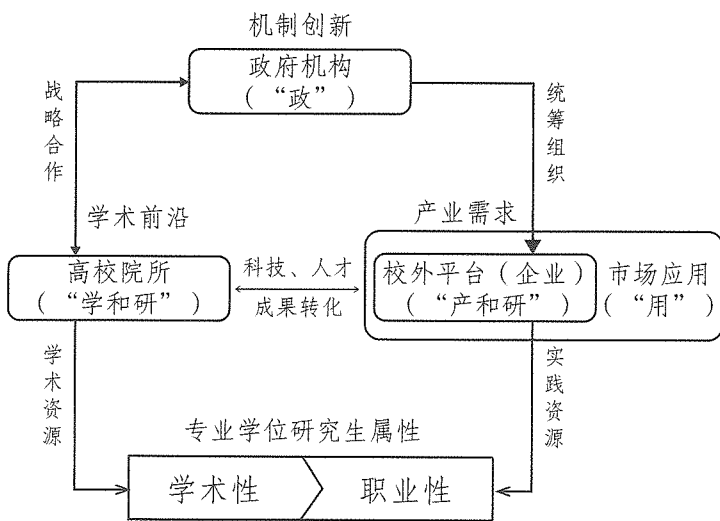 机制创新
政府机构
（“政”）
战略合作
统筹组织
学术前沿
产业需求
高校院所
（“学和研”）
科技、人才
成果转化
校外平台（企业）
（“产和研”）
市场应用
（“用”）
学术资源
实践资源
专业学位研究生属性
学术性
职业性